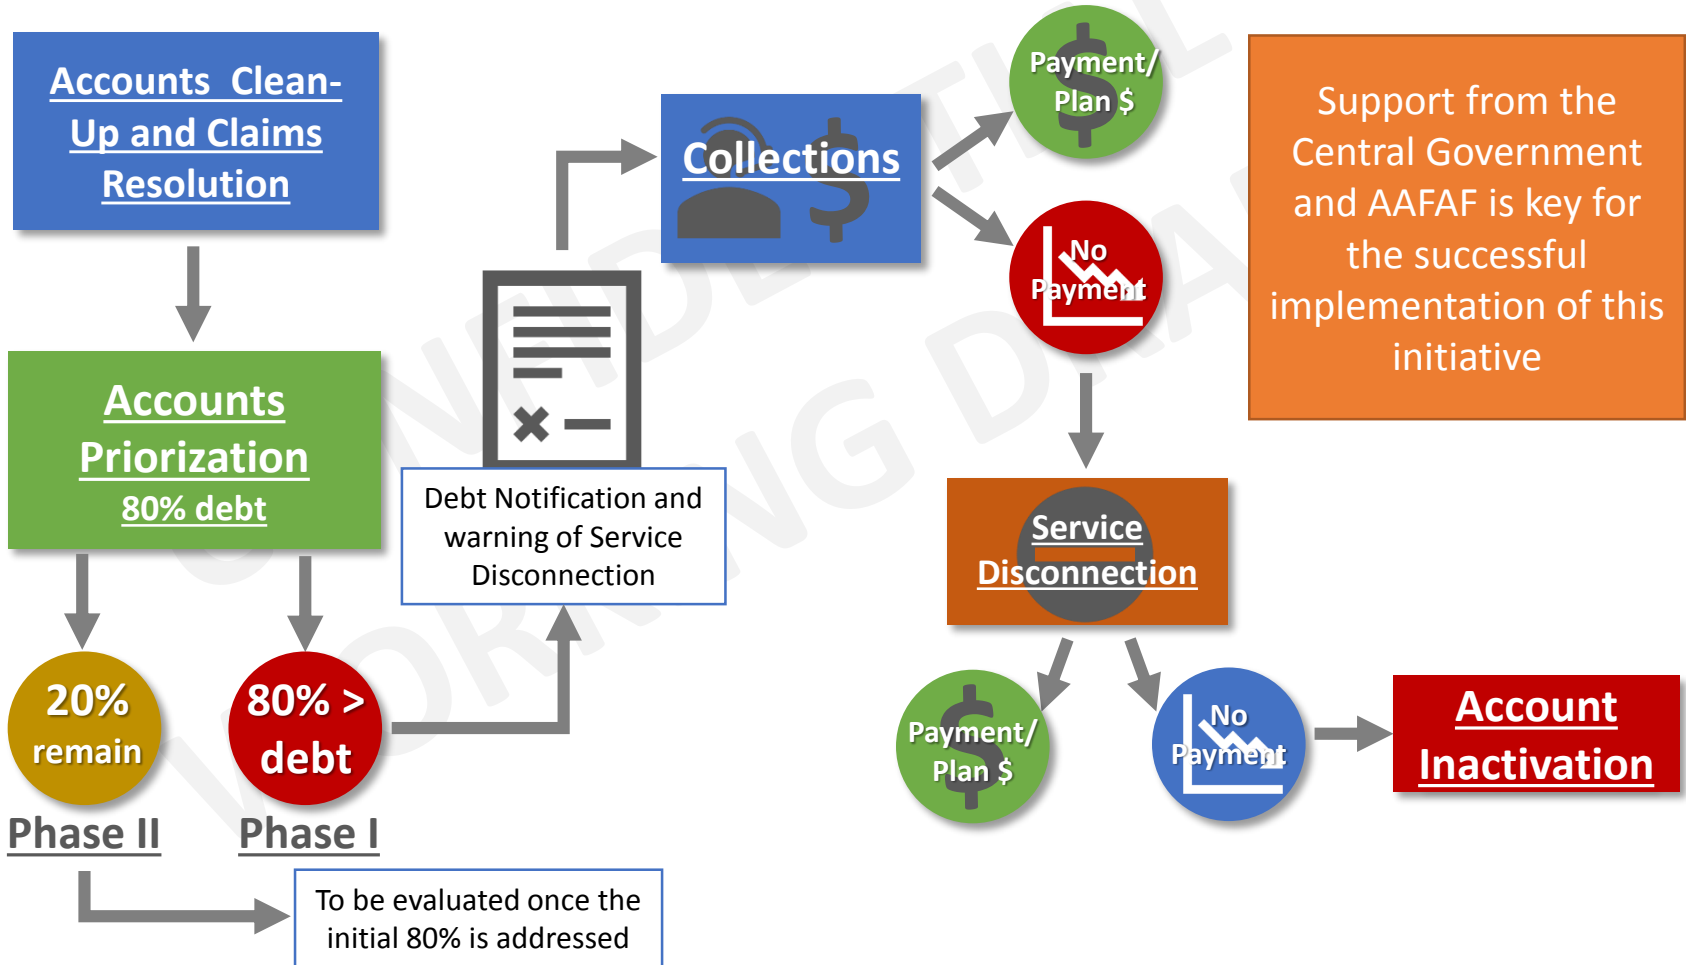 Accounts Clean-
Up and Claims
Resolution
Accounts
Priorization
80% debt
20%
remain
Phase II
80% >
debt
Phase I
To be evaluated once the
initial 80% is addressed
Debt Notification and
warning of Service
Disconnection
Collections
Payment/
Plan $
No
Payment
Service
Disconnection
Payment/
Plan $
No
Payment
Account
Inactivation
Support from the
Central Government
and AAFAF is key for
the successful
implementation of this
initiative
CONFIDENTIAL
WORKING DRAFT